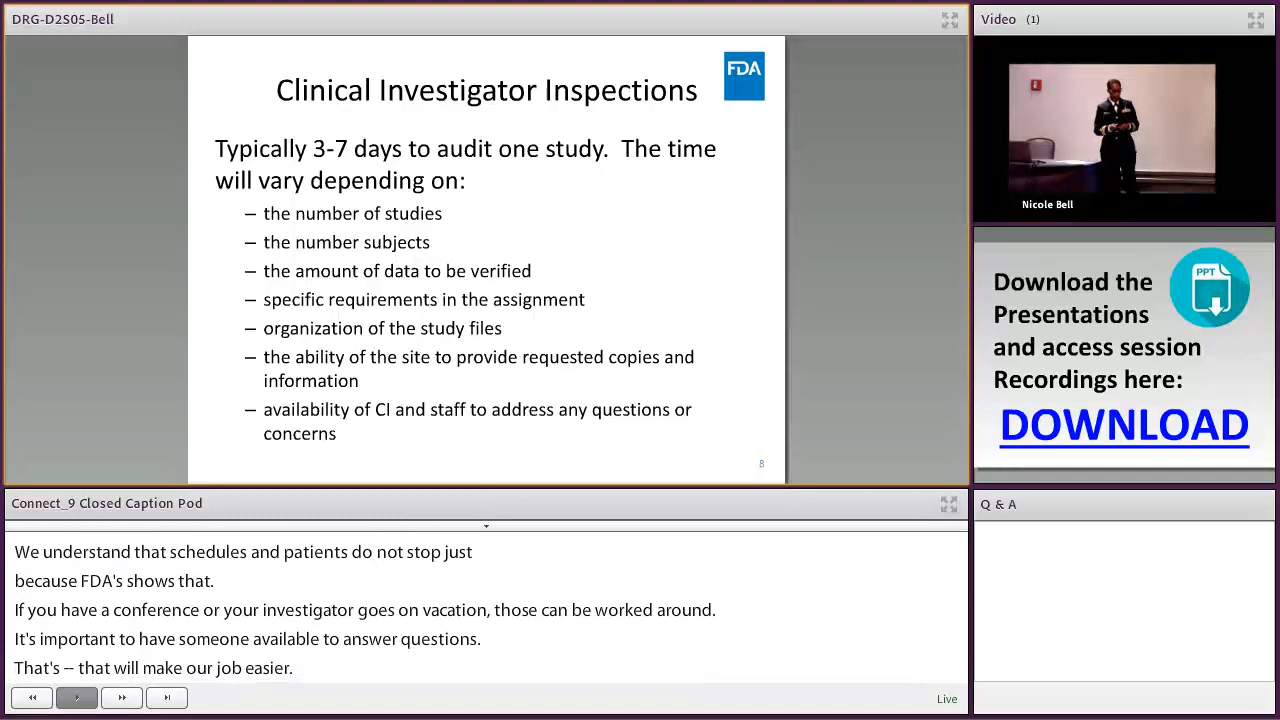 DRG-D2S05-Bell
FDA
Clinical Investigator Inspections
Typically 3-7 days to audit one study. The time
will vary depending on:
– the number of studies
– the number subjects
– the amount of data to be verified
– specific requirements in the assignment
– organization of the study files
– the ability of the site to provide requested copies and
information
– availability of CI and staff to address any questions or
concerns
8
Video (1)
Nicole Bell
PPT
Download the
Presentations
and access session
Recordings here:
DOWNLOAD
Connect_9 Closed Caption Pod
We understand that schedules and patients do not stop just
because FDA's shows that.
If you have a conference or your investigator goes on vacation, those can be worked around.
It's important to have someone available to answer questions.
That's -- that will make our job easier.
Live
Q & A